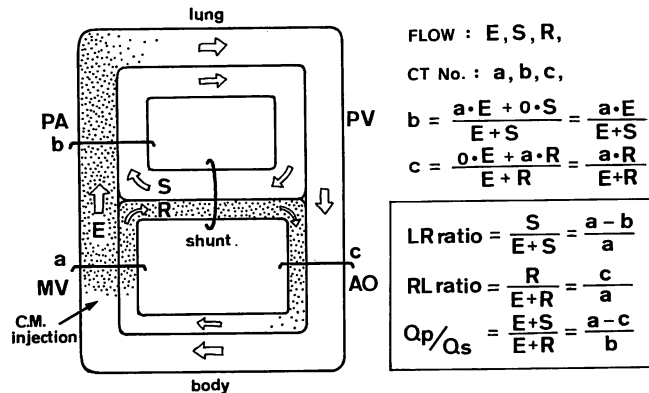 lung
PA
b
PV
S
R
E
shunt.
a
MV
c
AO
C.M.
injection
body
FLOW : E, S, R,
CT No. : a, b, c,
b = a·E + 0·S / E+S = a·E / E+S
c = 0·E + a·R / E+R = a·R / E+R
LR ratio = S / E+S = a−b / a
RL ratio = R / E+R = c / a
Qp/Qs = E+S / E+R = a−c / b